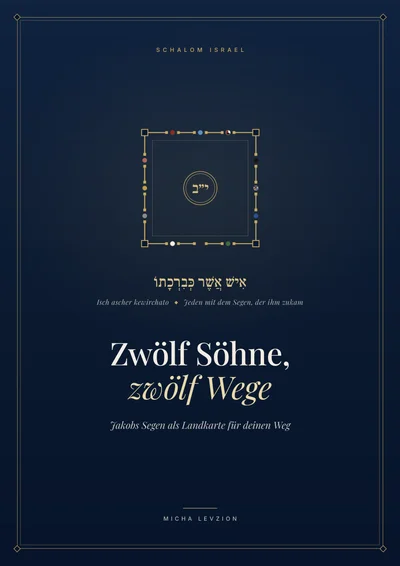 SCHALOM ISRAEL
י״ב
אִישׁ אֲשֶׁר כְּבִרְכָתוֹ
Isch ascher kewirchato ✦ Jeden mit dem Segen, der ihm zukam
Zwölf Söhne,
zwölf Wege
Jakobs Segen als Landkarte für deinen Weg
MICHA LEVZION